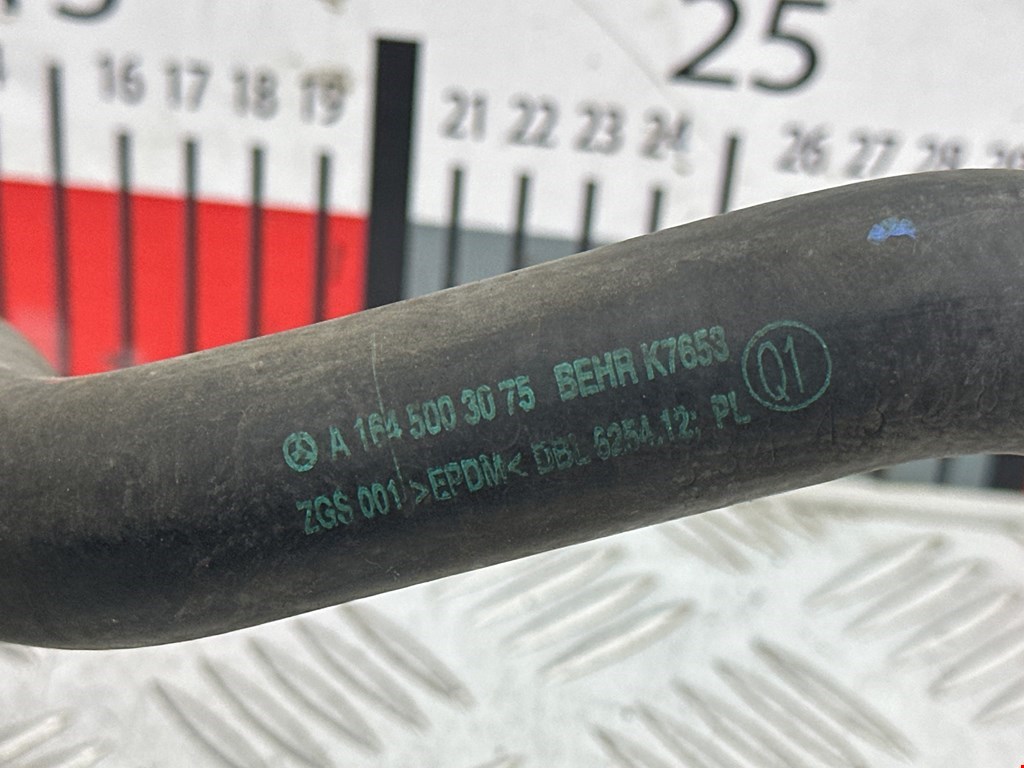 25
16 17 18 19 21 22 23 24 26 27 28
A 164 500 30 75 BEHR K7653 Q1
ZGS 001 >EPDM< DBL 6254.12; PL